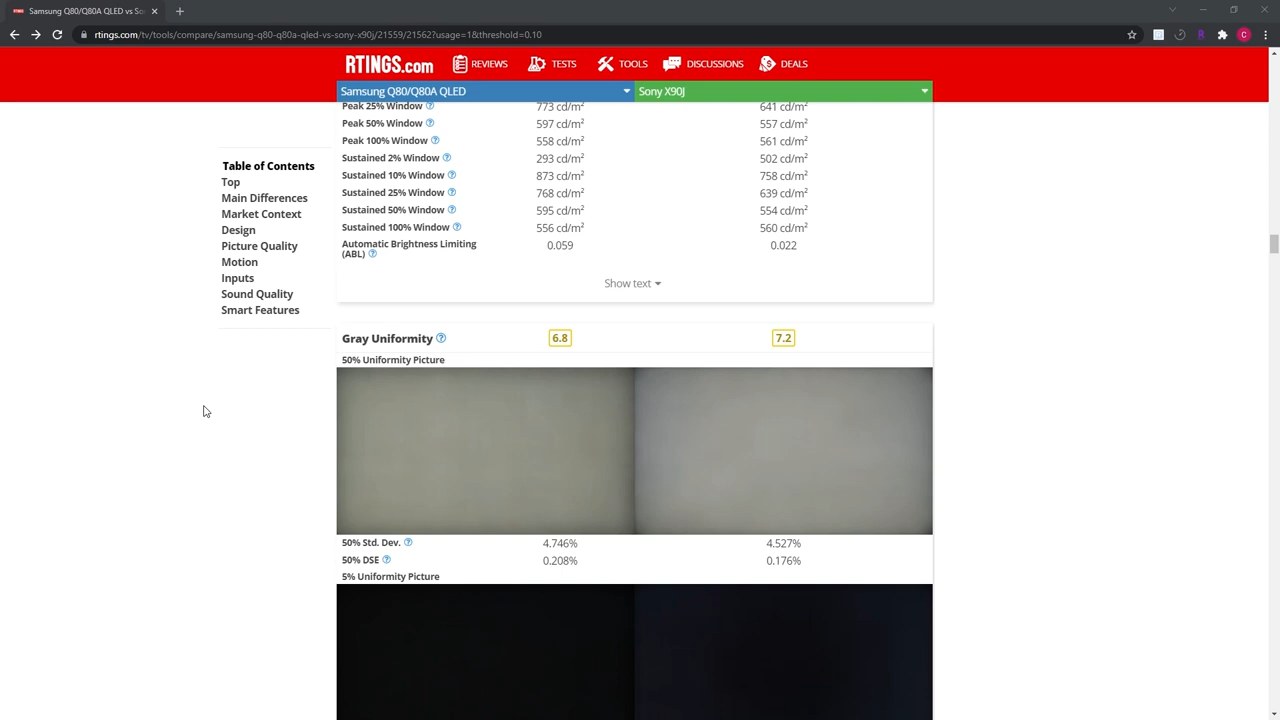 Samsung Q80/Q80A QLED vs So
rtings.com/tv/tools/compare/samsung-q80-q80a-qled-vs-sony-x90j/21559/21562?usage=1&threshold=0.10
C
RTINGS.com REVIEWS TESTS TOOLS DISCUSSIONS DEALS
Samsung Q80/Q80A QLED Sony X90J
Peak 25% Window 773 cd/m² 641 cd/m²
Peak 50% Window 597 cd/m² 557 cd/m²
Peak 100% Window 558 cd/m² 561 cd/m²
Sustained 2% Window 293 cd/m² 502 cd/m²
Sustained 10% Window 873 cd/m² 758 cd/m²
Sustained 25% Window 768 cd/m² 639 cd/m²
Sustained 50% Window 595 cd/m² 554 cd/m²
Sustained 100% Window 556 cd/m² 560 cd/m²
Automatic Brightness Limiting 0.059 0.022
(ABL)
Show text
Table of Contents
Top
Main Differences
Market Context
Design
Picture Quality
Motion
Inputs
Sound Quality
Smart Features
Gray Uniformity 6.8 7.2
50% Uniformity Picture
50% Std. Dev. 4.746% 4.527%
50% DSE 0.208% 0.176%
5% Uniformity Picture